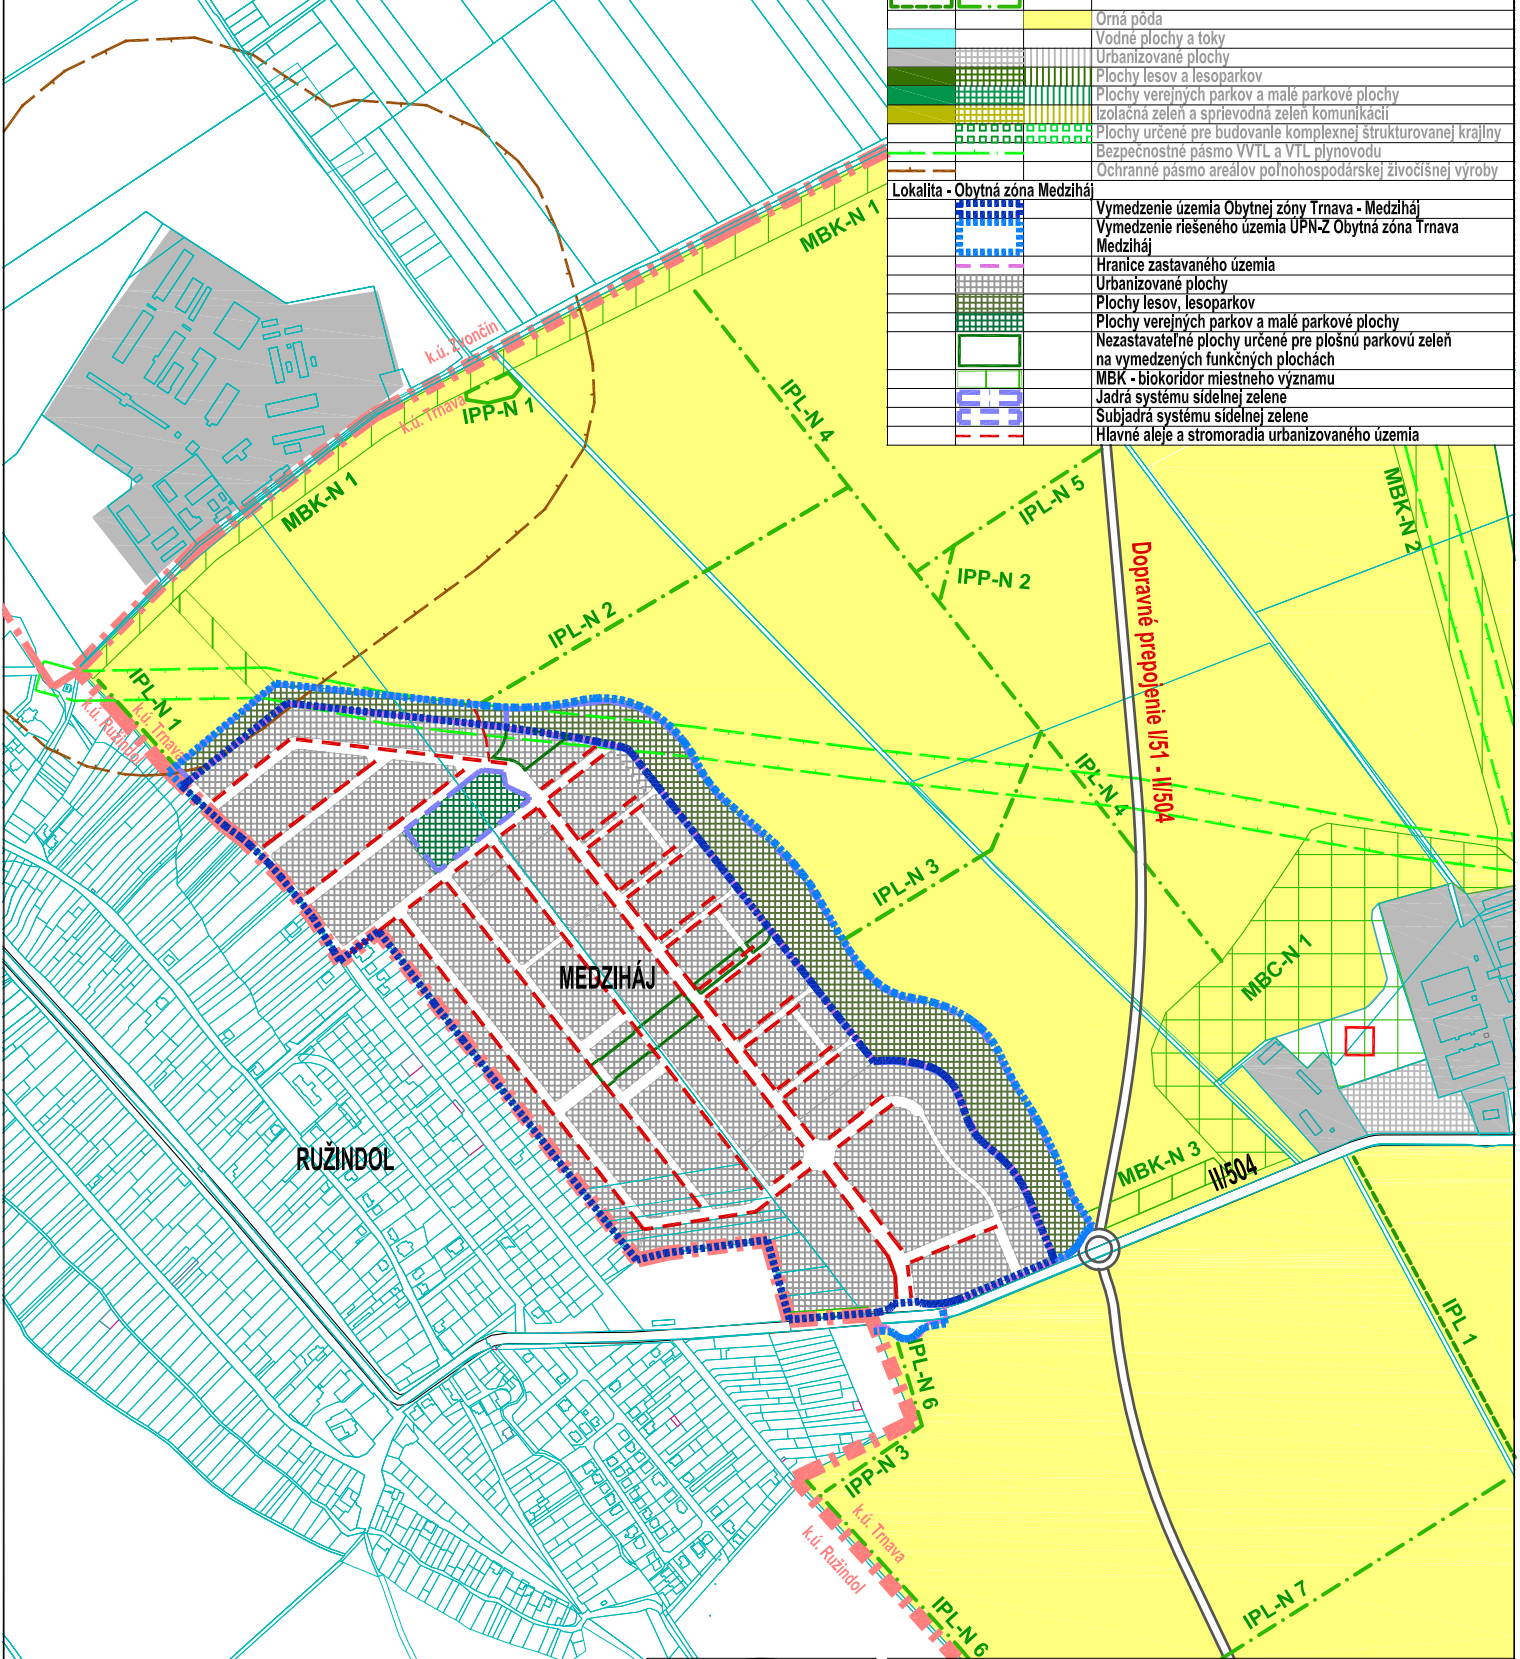 Orná pôda
Vodné plochy a toky
Urbanizované plochy
Plochy lesov a lesoparkov
Plochy verejných parkov a malé parkové plochy
Izolačná zeleň a sprievodná zeleň komunikácií
Plochy určené pre budovanie komplexnej štrukturovanej krajiny
Bezpečnostné pásmo VVTL a VTL plynovodu
Ochranné pásmo areálov poľnohospodárskej živočíšnej výroby
Lokalita - Obytná zóna Medziháj
Vymedzenie územia Obytnej zóny Trnava - Medziháj
Vymedzenie riešeného územia ÚPN-Z Obytná zóna Trnava
Medziháj
Hranice zastavaného územia
Urbanizované plochy
Plochy lesov, lesoparkov
Plochy verejných parkov a malé parkové plochy
Nezastavateľné plochy určené pre plošnú parkovú zeleň
na vymedzených funkčných plochách
MBK - biokoridor miestneho významu
Jadrá systému sídelnej zelene
Subjadrá systému sídelnej zelene
Hlavné aleje a stromoradia urbanizovaného územia
MBK-N 1
k.ú. Zvončín
k.ú. Trnava
IPP-N 1
IPL-N 4
MBK-N 1
IPL-N 5
MBK-N 2
IPP-N 2
Dopravné prepojenie I/51 - II/504
IPL-N 2
IPL-N 1
k.ú. Trnava
k.ú. Ružindol
IPL-N 4
IPL-N 3
MBC-N 1
MEDZIHÁJ
RUŽINDOL
MBK-N 3
II/504
IPL 1
IPL-N 6
IPP-N 3
k.ú. Trnava
k.ú. Ružindol
IPL-N 7
IPL-N 6